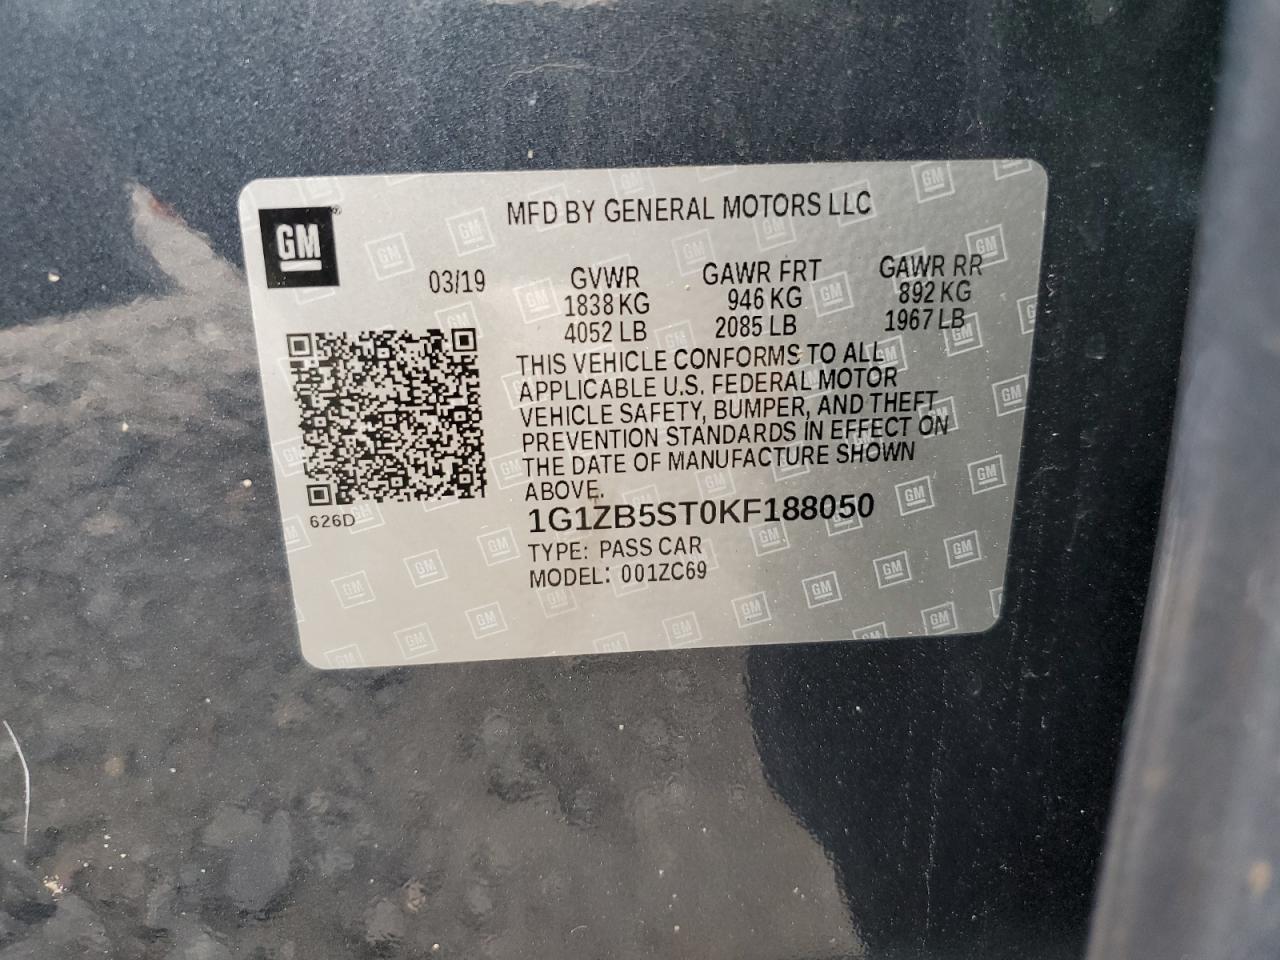 MFD BY GENERAL MOTORS LLC
GM®
03/19 GVWR GAWR FRT GAWR RR
1838 KG 946 KG 892 KG
4052 LB 2085 LB 1967 LB
THIS VEHICLE CONFORMS TO ALL
APPLICABLE U.S. FEDERAL MOTOR
VEHICLE SAFETY, BUMPER, AND THEFT
PREVENTION STANDARDS IN EFFECT ON
THE DATE OF MANUFACTURE SHOWN
ABOVE.
626D
1G1ZB5ST0KF188050
TYPE: PASS CAR
MODEL: 001ZC69